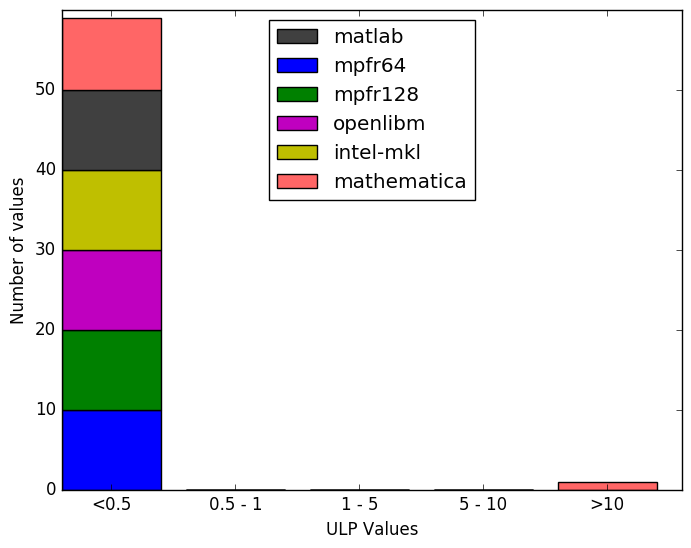 matlab
mpfr64
mpfr128
openlibm
intel-mkl
mathematica
Number of values
50
40
30
20
10
0
<0.5
0.5 - 1
1 - 5
5 - 10
>10
ULP Values